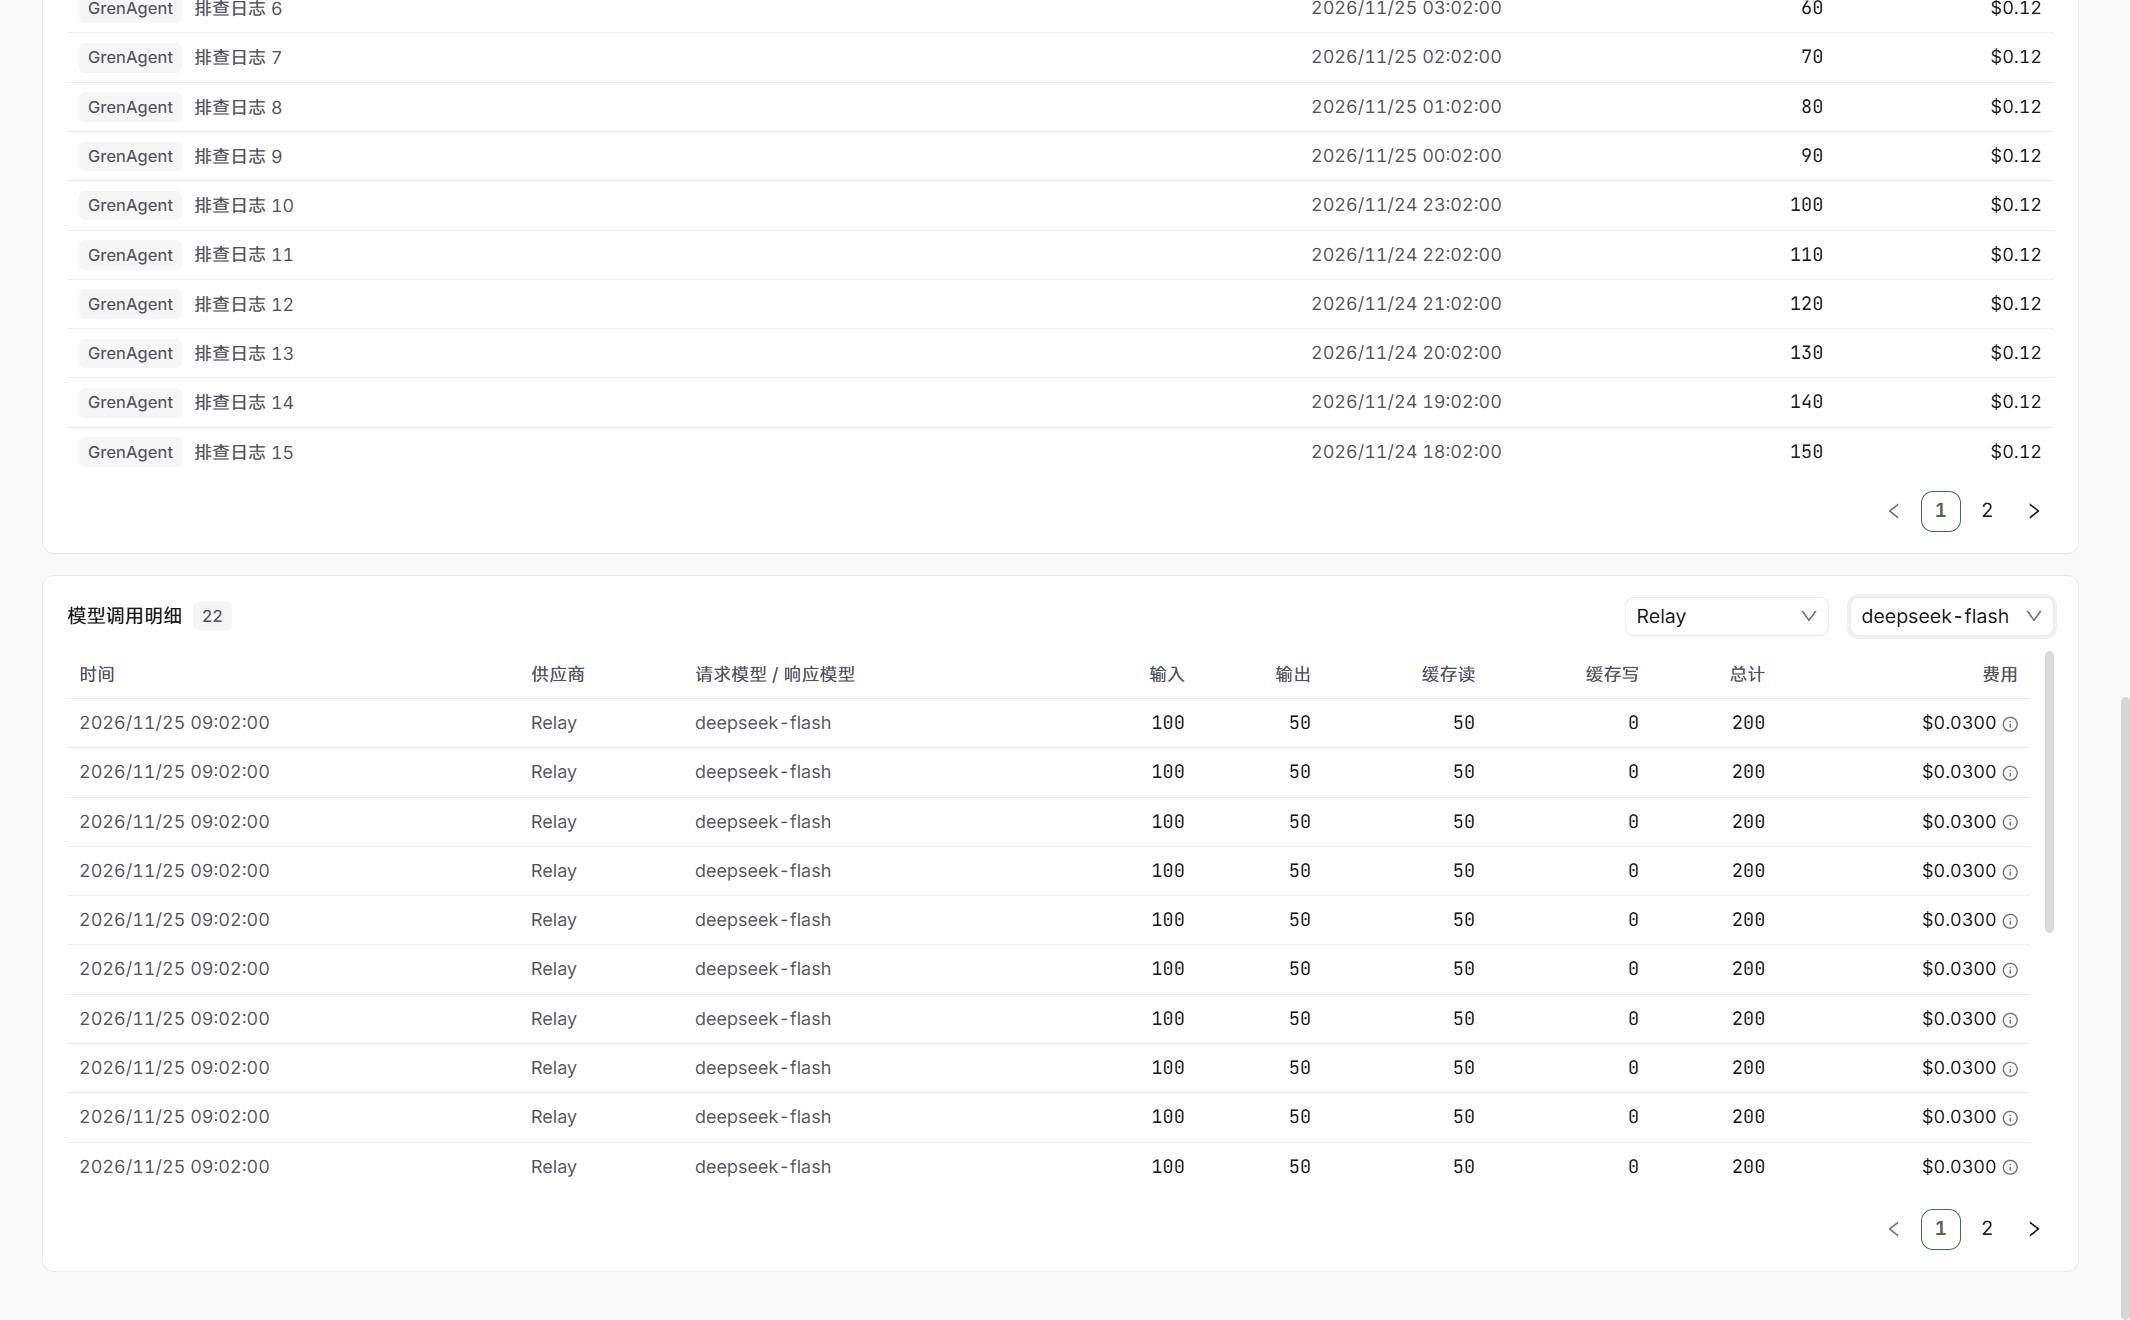 GrenAgent 排查日志 6 2026/11/25 03:02:00 60 $0.12
GrenAgent 排查日志 7 2026/11/25 02:02:00 70 $0.12
GrenAgent 排查日志 8 2026/11/25 01:02:00 80 $0.12
GrenAgent 排查日志 9 2026/11/25 00:02:00 90 $0.12
GrenAgent 排查日志 10 2026/11/24 23:02:00 100 $0.12
GrenAgent 排查日志 11 2026/11/24 22:02:00 110 $0.12
GrenAgent 排查日志 12 2026/11/24 21:02:00 120 $0.12
GrenAgent 排查日志 13 2026/11/24 20:02:00 130 $0.12
GrenAgent 排查日志 14 2026/11/24 19:02:00 140 $0.12
GrenAgent 排查日志 15 2026/11/24 18:02:00 150 $0.12
< 1 2 >
模型调用明细 22 Relay deepseek-flash
时间 供应商 请求模型 / 响应模型 输入 输出 缓存读 缓存写 总计 费用
2026/11/25 09:02:00 Relay deepseek-flash 100 50 50 0 200 $0.0300
2026/11/25 09:02:00 Relay deepseek-flash 100 50 50 0 200 $0.0300
2026/11/25 09:02:00 Relay deepseek-flash 100 50 50 0 200 $0.0300
2026/11/25 09:02:00 Relay deepseek-flash 100 50 50 0 200 $0.0300
2026/11/25 09:02:00 Relay deepseek-flash 100 50 50 0 200 $0.0300
2026/11/25 09:02:00 Relay deepseek-flash 100 50 50 0 200 $0.0300
2026/11/25 09:02:00 Relay deepseek-flash 100 50 50 0 200 $0.0300
2026/11/25 09:02:00 Relay deepseek-flash 100 50 50 0 200 $0.0300
2026/11/25 09:02:00 Relay deepseek-flash 100 50 50 0 200 $0.0300
2026/11/25 09:02:00 Relay deepseek-flash 100 50 50 0 200 $0.0300
< 1 2 >